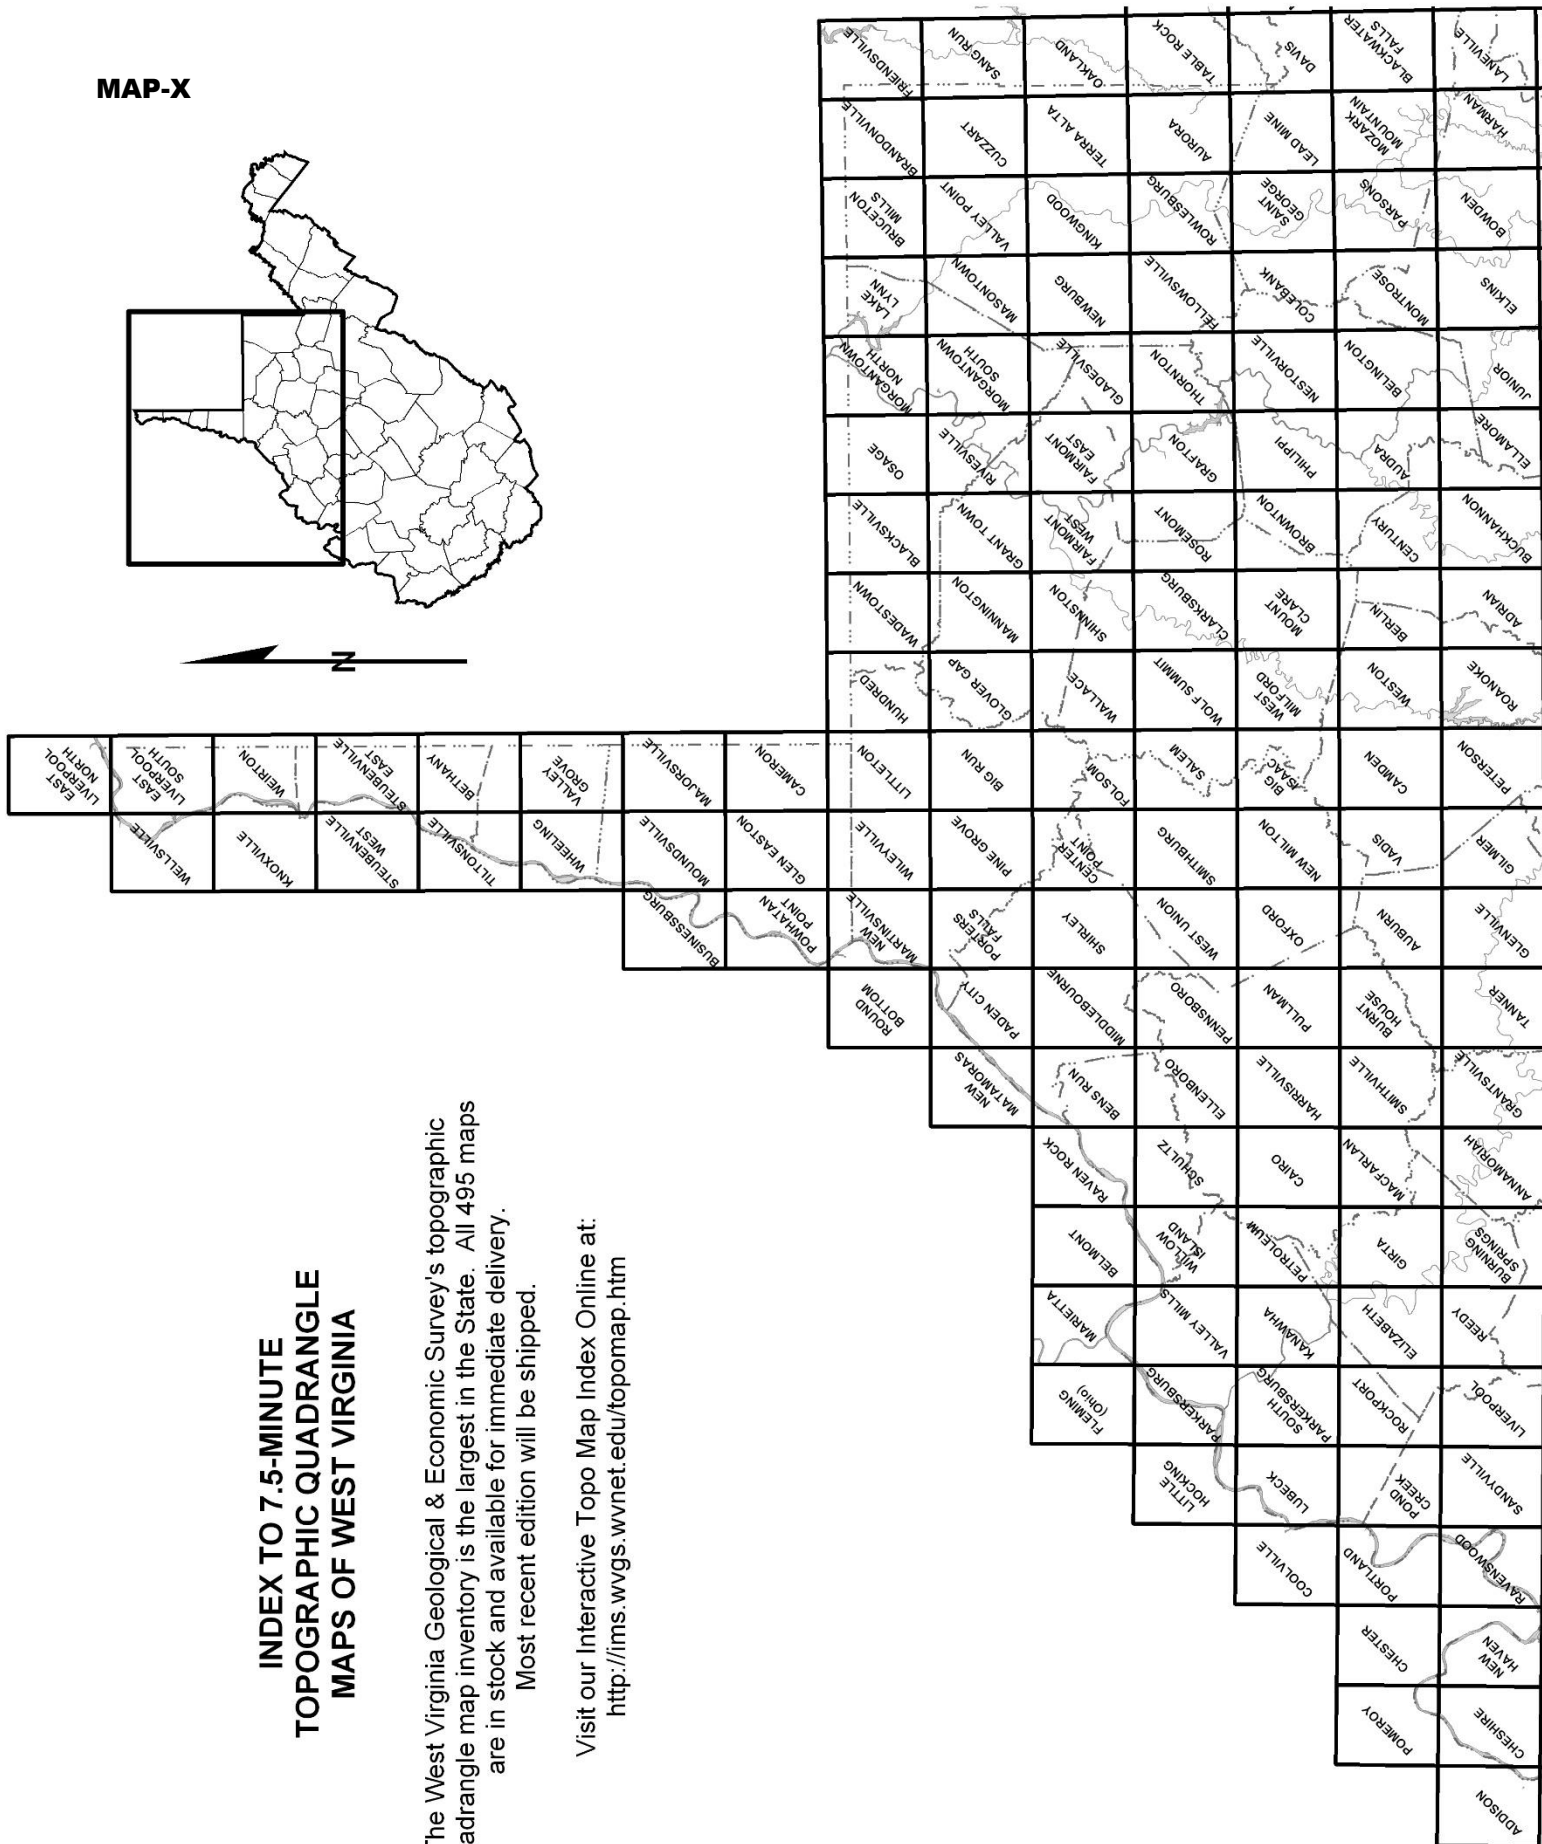 MAP-X
N
INDEX TO 7.5-MINUTE
TOPOGRAPHIC QUADRANGLE
MAPS OF WEST VIRGINIA
he West Virginia Geological & Economic Survey's topographic
adrangle map inventory is the largest in the State. All 495 maps
are in stock and available for immediate delivery.
Most recent edition will be shipped.
Visit our Interactive Topo Map Index Online at:
http://ims.wvgs.wvnet.edu/topomap.htm
EAST
LIVERPOOL
NORTH
WELLSVILLE
EAST
LIVERPOOL
SOUTH
KNOXVILLE
WEIRTON
STEUBENVILLE
WEST
STEUBENVILLE
EAST
TILTONSVILLE
BETHANY
WHEELING
VALLEY
GROVE
BUSINESSBURG
MOUNDSVILLE
MAJORSVILLE
POWHATAN
POINT
GLEN EASTON
CAMERON
ROUND
BOTTOM
NEW
MARTINSVILLE
WILEYVILLE
LITTLETON
HUNDRED
WADESTOWN
BLACKSVILLE
OSAGE
MORGANTOWN
NORTH
LAKE
LYNN
BRUCETON
MILLS
BRANDONVILLE
FRIENDSVILLE
NEW
MATAMORAS
PADEN CITY
PORTERS
FALLS
PINE GROVE
BIG RUN
GLOVER GAP
MANNINGTON
GRANT TOWN
RIVESVILLE
MORGANTOWN
SOUTH
MASONTOWN
VALLEY POINT
CUZZART
SANG RUN
FLEMING
(Ohio)
MARIETTA
BELMONT
RAVEN ROCK
BENS RUN
MIDDLEBOURNE
SHIRLEY
CENTER
POINT
FOLSOM
WALLACE
SHINNSTON
FAIRMONT
WEST
FAIRMONT
EAST
GLADESVILLE
NEWBURG
KINGWOOD
TERRA ALTA
OAKLAND
LITTLE
HOCKING
PARKERSBURG
VALLEY MILLS
WILLOW
ISLAND
SCHULTZ
ELLENBORO
PENNSBORO
WEST UNION
SMITHBURG
SALEM
WOLF SUMMIT
CLARKSBURG
ROSEMONT
GRAFTON
THORNTON
FELLOWSVILLE
ROWLESBURG
AURORA
TABLE ROCK
COOLVILLE
LUBECK
SOUTH
PARKERSBURG
KANAWHA
PETROLEUM
CAIRO
HARRISVILLE
PULLMAN
OXFORD
NEW MILTON
BIG
ISAAC
WEST
MILFORD
MOUNT
CLARE
BROWNTON
PHILIPPI
NESTORVILLE
COLEBANK
SAINT
GEORGE
LEAD MINE
DAVIS
POMEROY
CHESTER
PORTLAND
POND
CREEK
ROCKPORT
ELIZABETH
GIRTA
MACFARLAN
SMITHVILLE
BURNT
HOUSE
AUBURN
VADIS
CAMDEN
WESTON
BERLIN
CENTURY
AUDRA
BELINGTON
MONTROSE
PARSONS
MOZARK
MOUNTAIN
BLACKWATER
FALLS
ADDISON
CHESHIRE
NEW
HAVEN
RAVENSWOOD
SANDYVILLE
LIVERPOOL
REEDY
BURNING
SPRINGS
ANNAMORIAH
GRANTSVILLE
TANNER
GLENVILLE
GILMER
PETERSON
ROANOKE
ADRIAN
BUCKHANNON
ELLAMORE
JUNIOR
ELKINS
BOWDEN
HARMAN
LANEVILLE